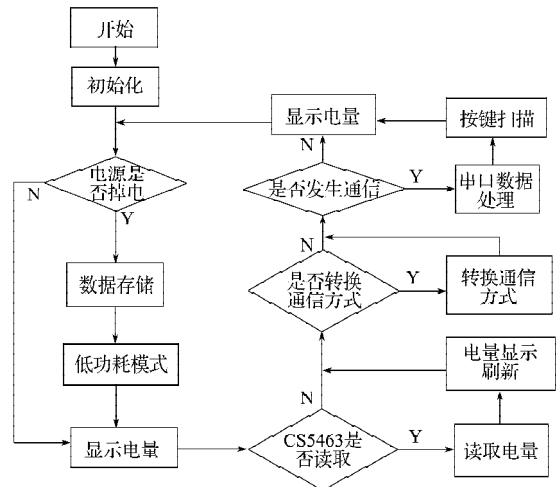 开始
初始化
电源是
否掉电
N
Y
数据存储
低功耗模式
显示电量
CS5463是
否读取
Y
N
读取电量
电量显示
刷新
是否转换
通信方式
Y
N
转换通信
方式
是否发生通信
Y
N
串口数据
处理
按键扫描
显示电量